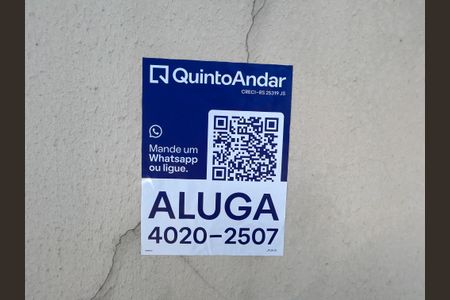 QuintoAndar
CRECI-RS 25319 JS
Mande um
Whatsapp
ou ligue.
ALUGA
4020-2507